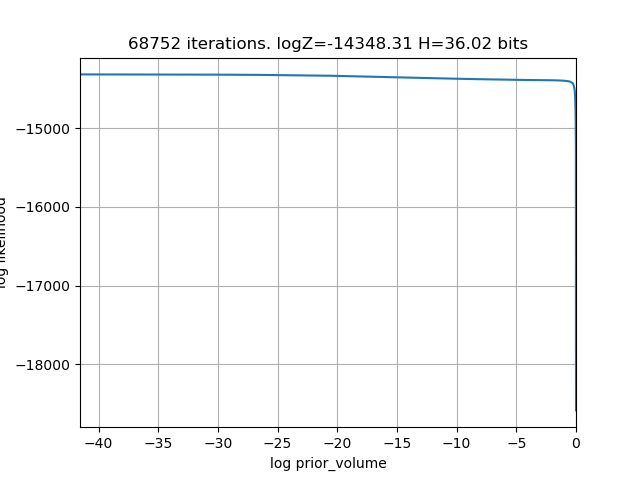 68752 iterations. logZ=-14348.31 H=36.02 bits
−15000
−16000
−17000
−18000
log likelihood
−40 −35 −30 −25 −20 −15 −10 −5 0
log prior_volume